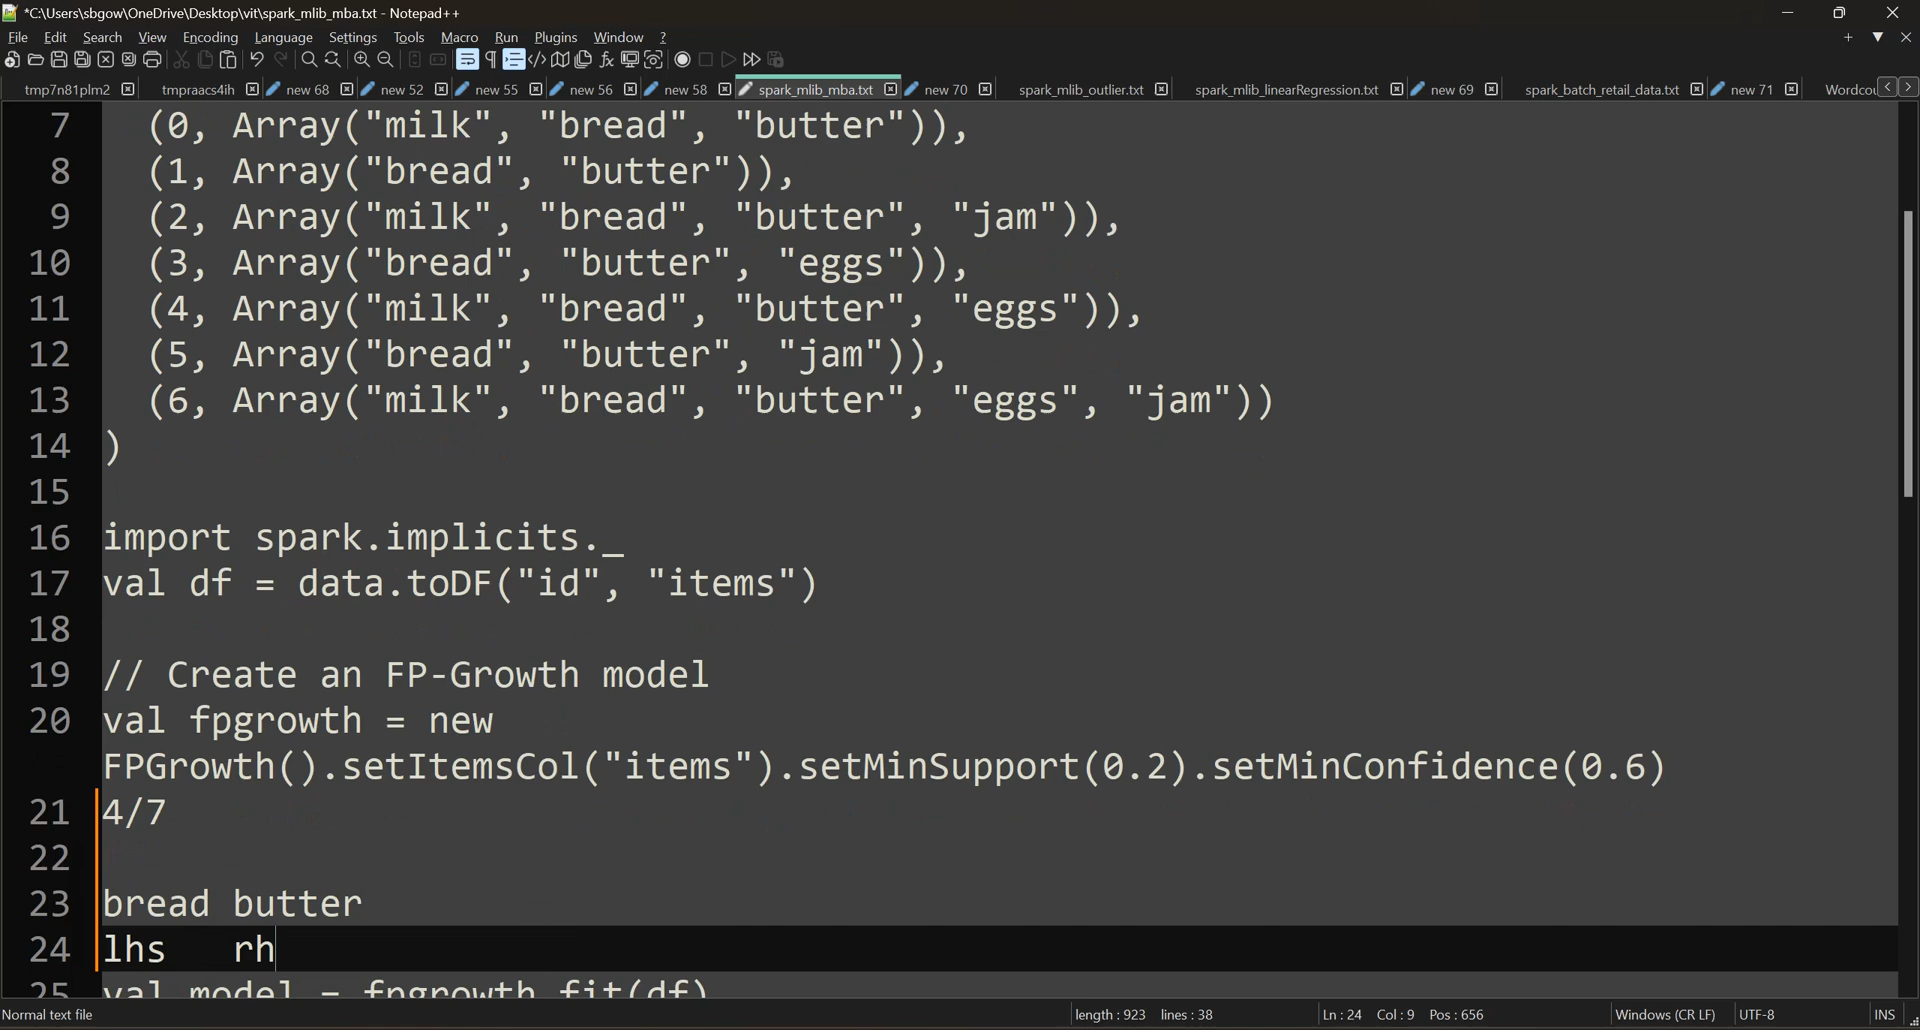 *C:\Users\sbgow\OneDrive\Desktop\vit\spark_mlib_mba.txt - Notepad++
File Edit Search View Encoding Language Settings Tools Macro Run Plugins Window ?
tmp7n81plm2 tmpraacs4ih new 68 new 52 new 55 new 56 new 58 spark_mlib_mba.txt new 70 spark_mlib_outlier.txt spark_mlib_linearRegression.txt new 69 spark_batch_retail_data.txt new 71 Wordcou
7 (0, Array("milk", "bread", "butter")),
8 (1, Array("bread", "butter")),
9 (2, Array("milk", "bread", "butter", "jam")),
10 (3, Array("bread", "butter", "eggs")),
11 (4, Array("milk", "bread", "butter", "eggs")),
12 (5, Array("bread", "butter", "jam")),
13 (6, Array("milk", "bread", "butter", "eggs", "jam"))
14 )
15
16 import spark.implicits._
17 val df = data.toDF("id", "items")
18
19 // Create an FP-Growth model
20 val fpgrowth = new
FPGrowth().setItemsCol("items").setMinSupport(0.2).setMinConfidence(0.6)
21 4/7
22
23 bread butter
24 lhs rh
25 val model = fpgrowth.fit(df)
Normal text file length : 923 lines : 38 Ln : 24 Col : 9 Pos : 656 Windows (CR LF) UTF-8 INS